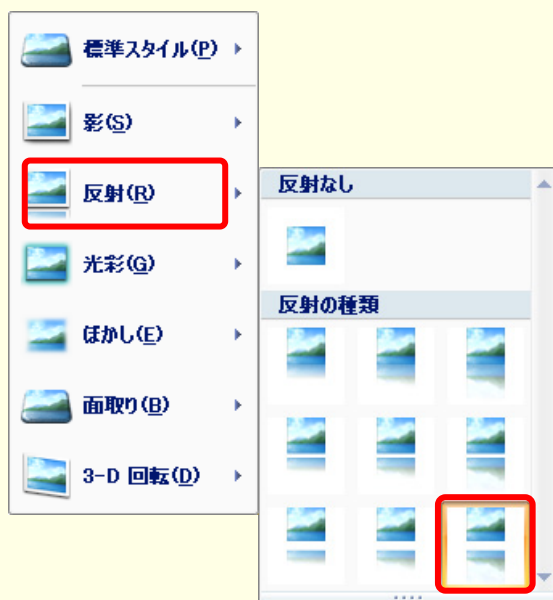 標準スタイル(P)
影(S)
反射(R)
光彩(G)
ぼかし(E)
面取り(B)
3-D 回転(D)
反射なし
反射の種類